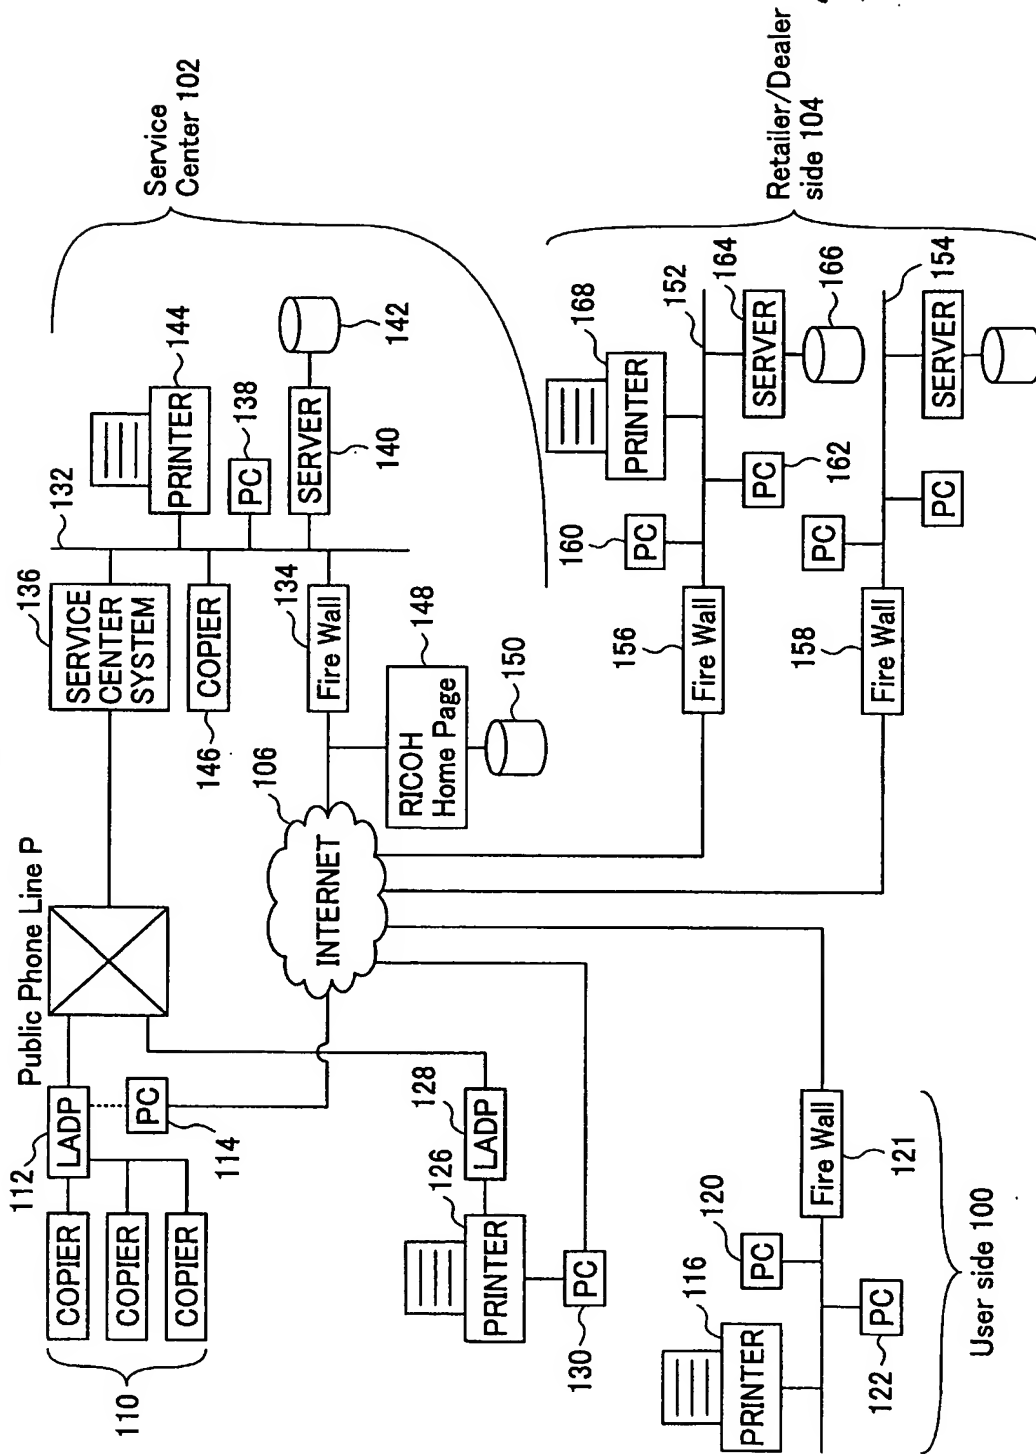 Public Phone Line P
110
COPIER
COPIER
COPIER
112
LADP
PC
114
136
SERVICE
CENTER
SYSTEM
132
144
PRINTER
138
PC
SERVER
140
142
Service
Center 102
146
COPIER
134
Fire Wall
106
INTERNET
148
RICOH
Home Page
150
126
PRINTER
128
LADP
130
PC
156
Fire Wall
160
PC
162
PC
168
PRINTER
152
164
SERVER
166
Retailer/Dealer
side 104
158
Fire Wall
PC
PC
154
SERVER
116
PRINTER
120
PC
122
PC
Fire Wall
121
User side 100